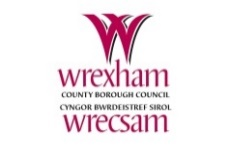 wrexham
COUNTY BOROUGH COUNCIL
CYNGOR BWRDEISTREF SIROL
wrecsam